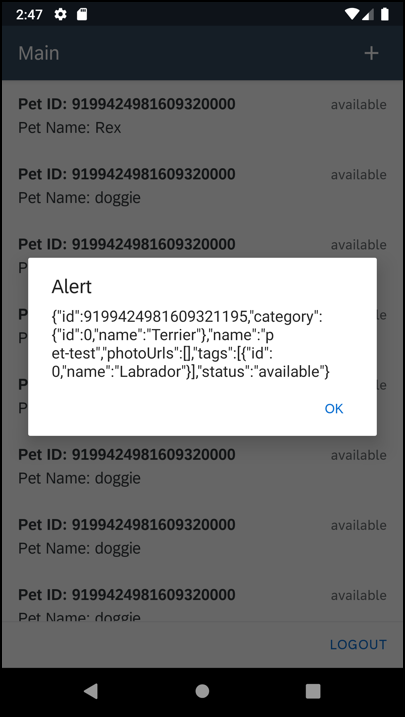 2:47
Main
+
Pet ID: 9199424981609320000 available
Pet Name: Rex
Pet ID: 9199424981609320000 available
Pet Name: doggie
Pet ID: 9199424981609320000 available
Alert
{"id":9199424981609321195,"category":
{"id":0,"name":"Terrier"},"name":"p
et-test","photoUrls":[],"tags":[{"id":
0,"name":"Labrador"}],"status":"available"}
OK
Pet ID: 9199424981609320000 available
Pet Name: doggie
Pet ID: 9199424981609320000 available
Pet Name: doggie
Pet ID: 9199424981609320000 available
Pet Name: doggie
LOGOUT